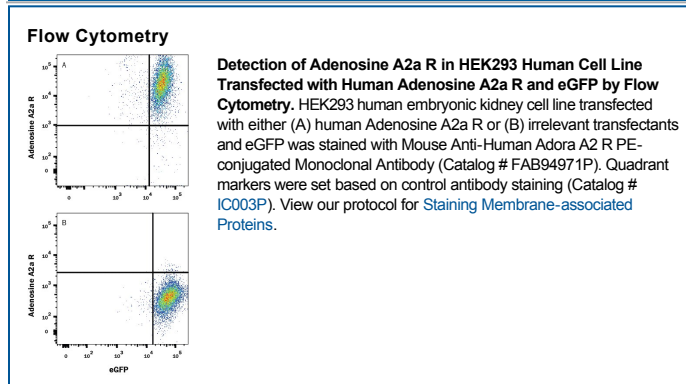 Flow Cytometry
A
10⁵
10⁴
10³
10²
0
Adenosine A2a R
0 10³ 10⁴ 10⁵
B
10⁵
10⁴
10³
10²
0
Adenosine A2a R
0 10² 10³ 10⁴ 10⁵
eGFP
Detection of Adenosine A2a R in HEK293 Human Cell Line
Transfected with Human Adenosine A2a R and eGFP by Flow
Cytometry. HEK293 human embryonic kidney cell line transfected
with either (A) human Adenosine A2a R or (B) irrelevant transfectants
and eGFP was stained with Mouse Anti-Human Adora A2 R PE-
conjugated Monoclonal Antibody (Catalog # FAB94971P). Quadrant
markers were set based on control antibody staining (Catalog #
IC003P). View our protocol for Staining Membrane-associated
Proteins.